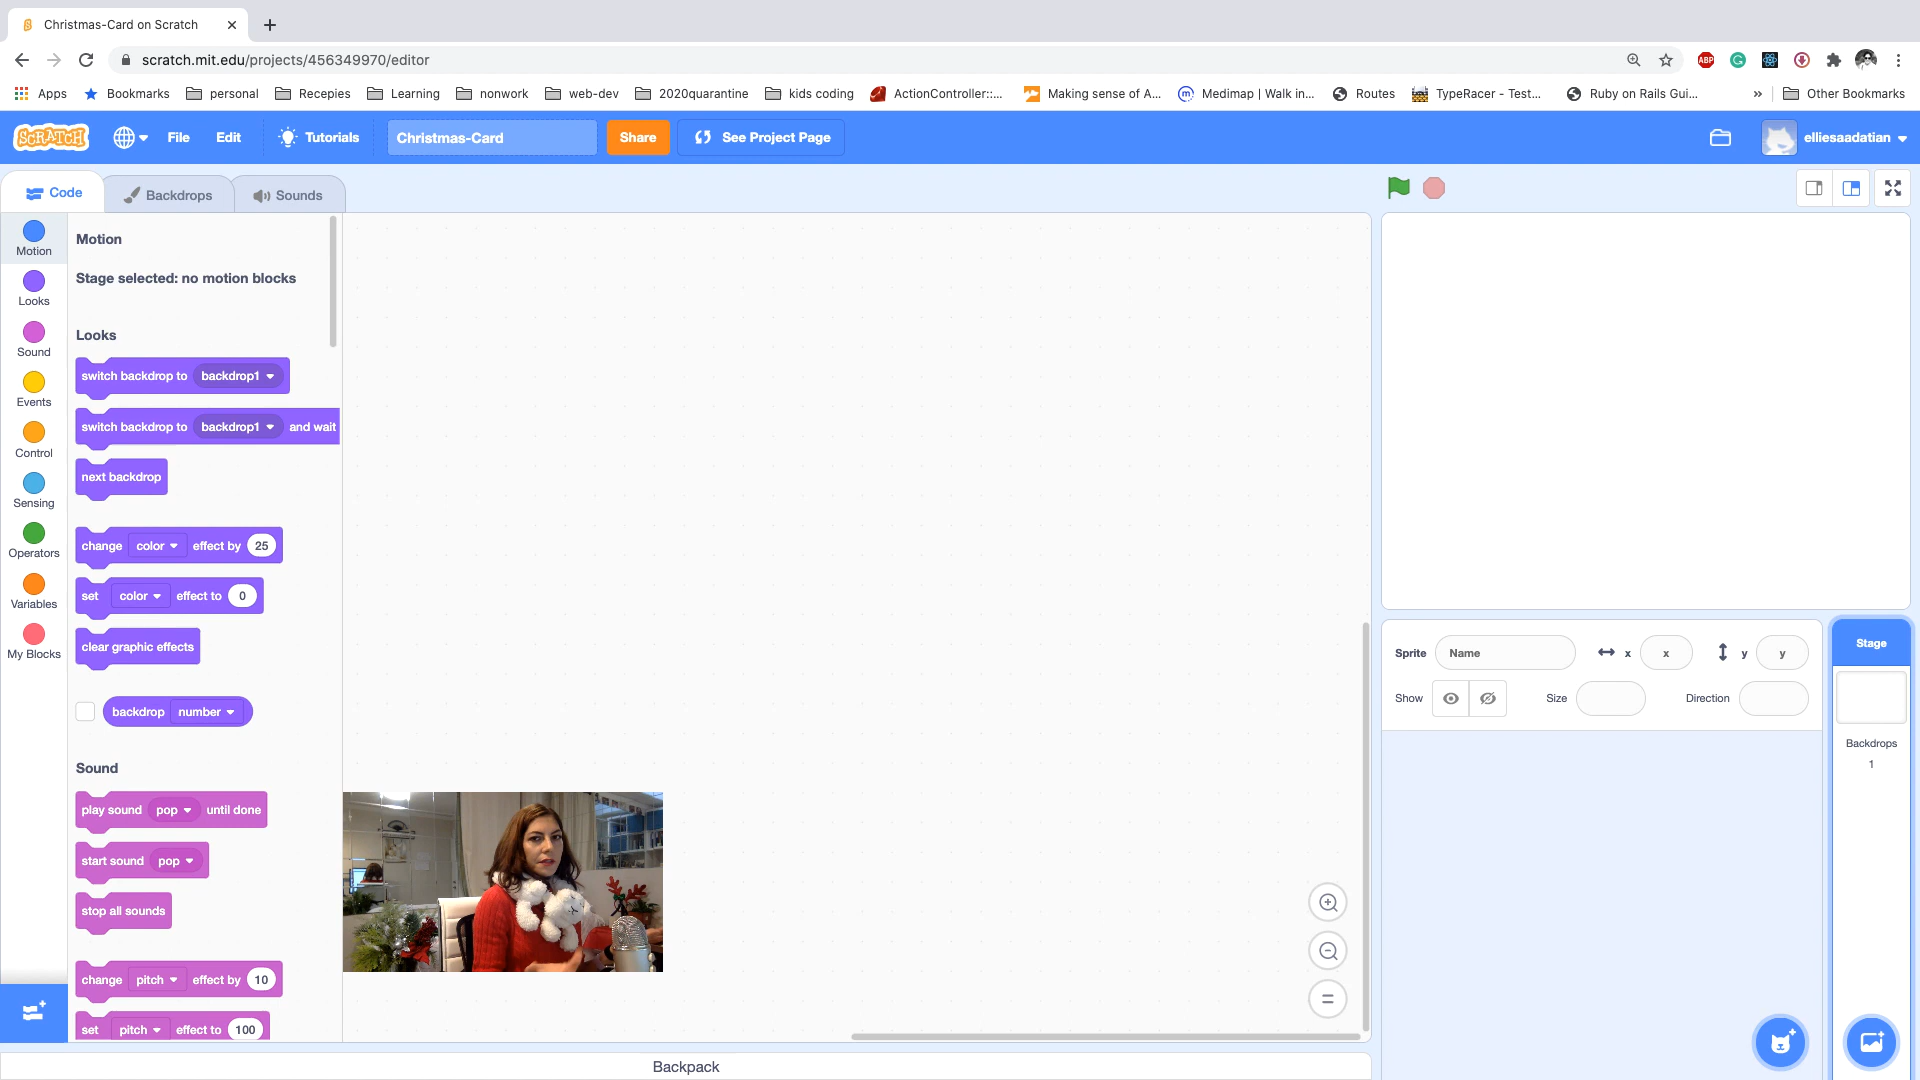 Christmas-Card on Scratch
scratch.mit.edu/projects/456349970/editor
ABP
Apps
Bookmarks
personal
Recepies
Learning
nonwork
web-dev
2020quarantine
kids coding
ActionController::...
Making sense of A...
Medimap | Walk in...
Routes
TypeRacer - Test...
Ruby on Rails Gui...
»
Other Bookmarks
SCRATCH
File
Edit
Tutorials
Christmas-Card
Share
See Project Page
elliesaadatian
Code
Backdrops
Sounds
Motion
Looks
Sound
Events
Control
Sensing
Operators
Variables
My Blocks
Motion
Stage selected: no motion blocks
Looks
switch backdrop to backdrop1
switch backdrop to backdrop1 and wait
next backdrop
change color effect by 25
set color effect to 0
clear graphic effects
backdrop number
Sound
play sound pop until done
start sound pop
stop all sounds
change pitch effect by 10
set pitch effect to 100
Sprite Name x x y y
Show Size Direction
Stage
Backdrops
1
Backpack